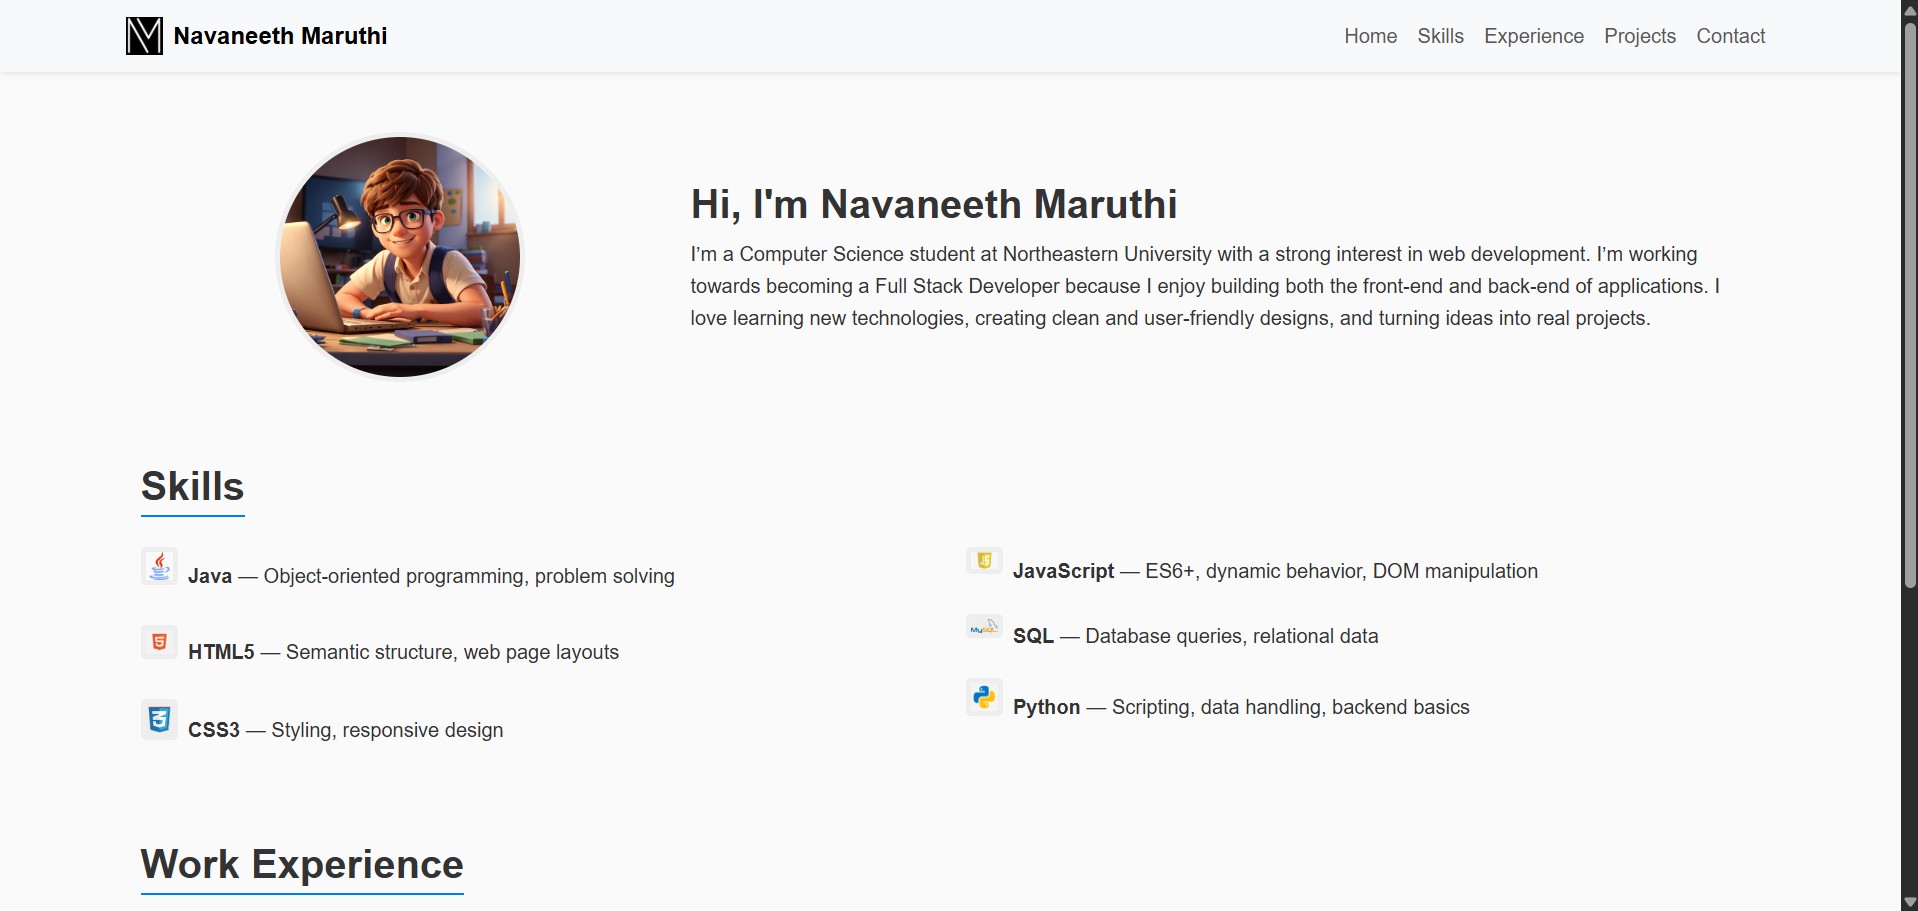 Navaneeth Maruthi
Home Skills Experience Projects Contact
Hi, I'm Navaneeth Maruthi
I’m a Computer Science student at Northeastern University with a strong interest in web development. I’m working
towards becoming a Full Stack Developer because I enjoy building both the front-end and back-end of applications. I
love learning new technologies, creating clean and user-friendly designs, and turning ideas into real projects.
Skills
Java — Object-oriented programming, problem solving
HTML5 — Semantic structure, web page layouts
CSS3 — Styling, responsive design
JS
JavaScript — ES6+, dynamic behavior, DOM manipulation
MySQL
SQL — Database queries, relational data
Python — Scripting, data handling, backend basics
Work Experience